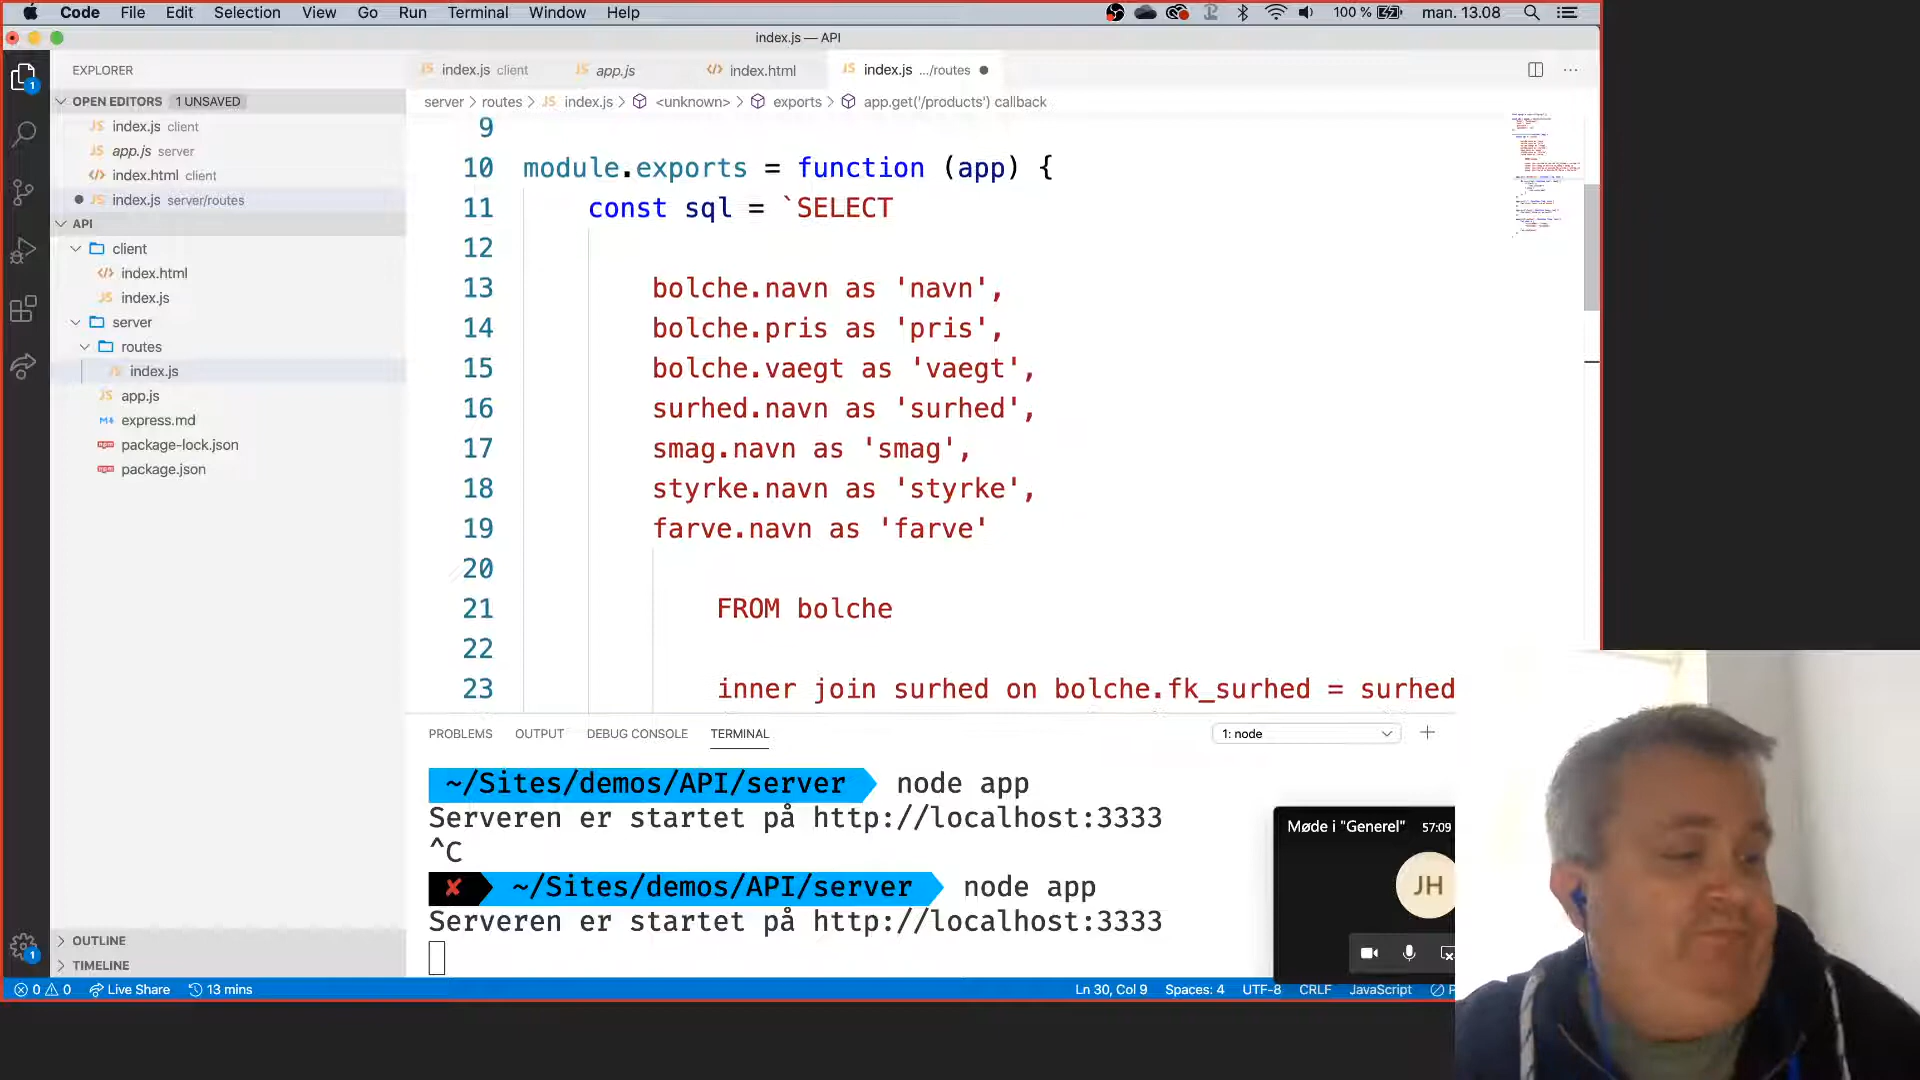 Code File Edit Selection View Go Run Terminal Window Help 100 % man. 13.08
index.js — API
EXPLORER
index.js client app.js index.html index.js .../routes
OPEN EDITORS 1 UNSAVED
server routes index.js <unknown> exports app.get('/products') callback
index.js client
app.js server
index.html client
index.js server/routes
API
client
index.html
index.js
server
routes
index.js
app.js
express.md
package-lock.json
package.json
OUTLINE
TIMELINE
9
10 module.exports = function (app) {
11 const sql = `SELECT
12
13 bolche.navn as 'navn',
14 bolche.pris as 'pris',
15 bolche.vaegt as 'vaegt',
16 surhed.navn as 'surhed',
17 smag.navn as 'smag',
18 styrke.navn as 'styrke',
19 farve.navn as 'farve'
20
21 FROM bolche
22
23 inner join surhed on bolche.fk_surhed = surhed
PROBLEMS OUTPUT DEBUG CONSOLE TERMINAL 1: node
~/Sites/demos/API/server node app
Serveren er startet på http://localhost:3333
^C
✘ ~/Sites/demos/API/server node app
Serveren er startet på http://localhost:3333
Møde i "Generel" 57:09
JH
0 0 Live Share 13 mins Ln 30, Col 9 Spaces: 4 UTF-8 CRLF JavaScript